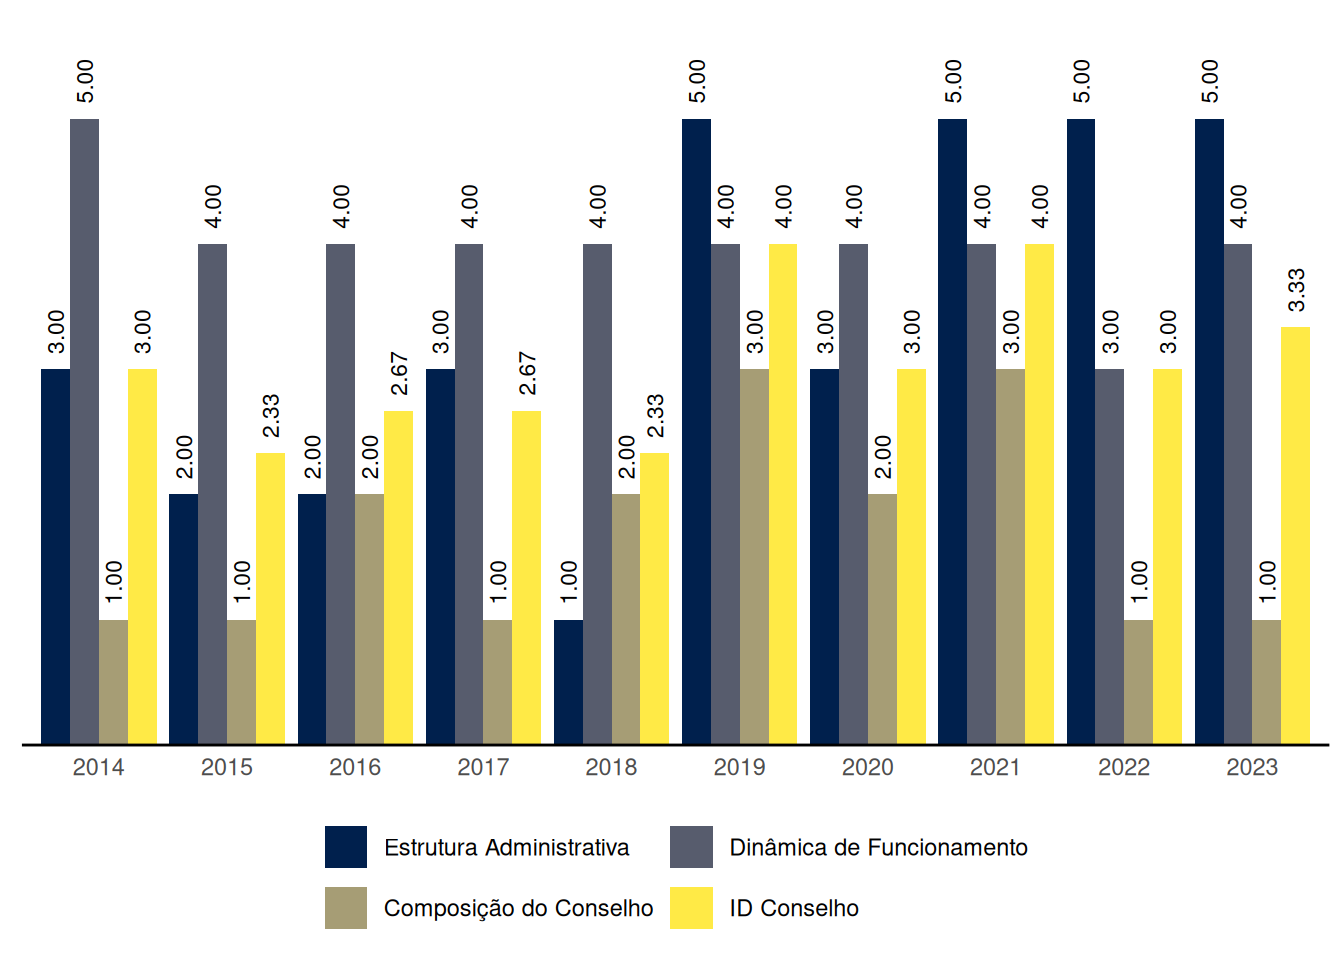 3.00 5.00 1.00 3.00 2.00 4.00 1.00 2.33 2.00 4.00 2.00 2.67 3.00 4.00 1.00 2.67 1.00 4.00 2.00 2.33 5.00 4.00 3.00 4.00 3.00 4.00 2.00 3.00 5.00 4.00 3.00 4.00 5.00 3.00 1.00 3.00 5.00 4.00 1.00 3.33
2014 2015 2016 2017 2018 2019 2020 2021 2022 2023
Estrutura Administrativa Dinâmica de Funcionamento
Composição do Conselho ID Conselho